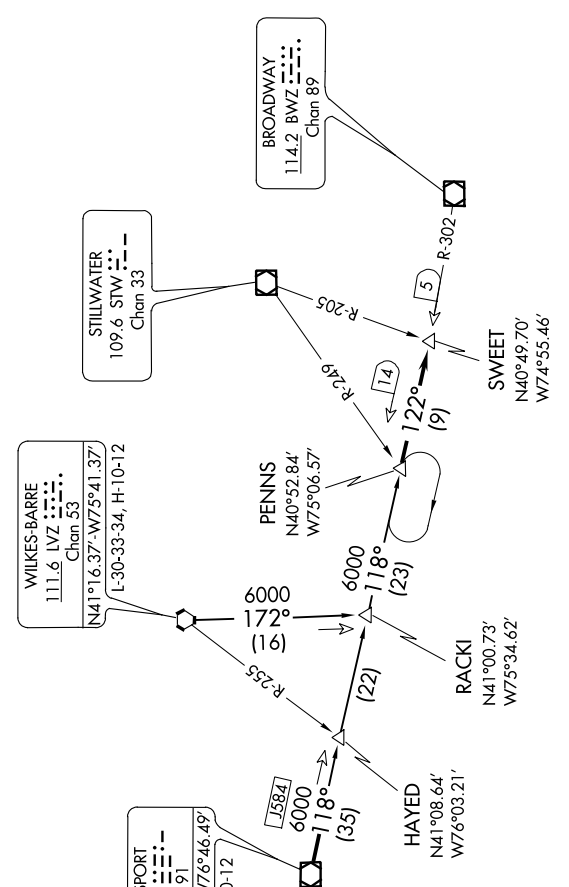 BROADWAY
114.2 BWZ
Chan 89
STILLWATER
109.6 STW
Chan 33
WILKES-BARRE
111.6 LVZ
Chan 53
N41°16.37'-W75°41.37'
L-30-33-34, H-10-12
R-302
5
R-205
R-249
14
122°
(9)
SWEET
N40°49.70'
W74°55.46'
PENNS
N40°52.84'
W75°06.57'
6000
118°
(23)
6000
172°
(16)
R-255
RACKI
N41°00.73'
W75°34.62'
(22)
J584
6000
118°
(35)
HAYED
N41°08.64'
W76°03.21'
SPORT
91
W76°46.49'
0-12